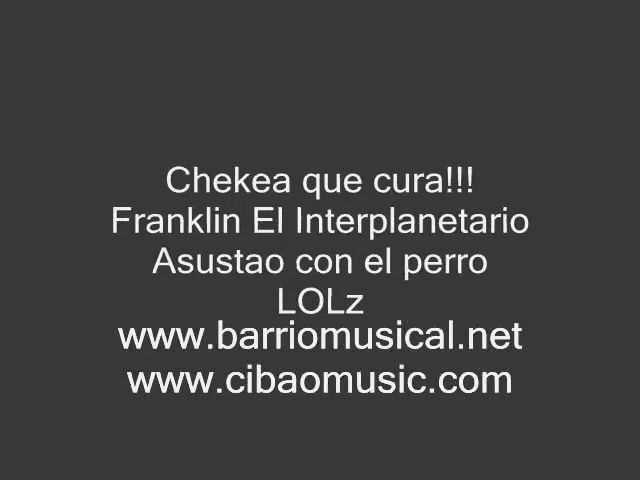 Chekea que cura!!!
Franklin El Interplanetario
Asustao con el perro
LOLz
www.barriomusical.net
www.cibaomusic.com